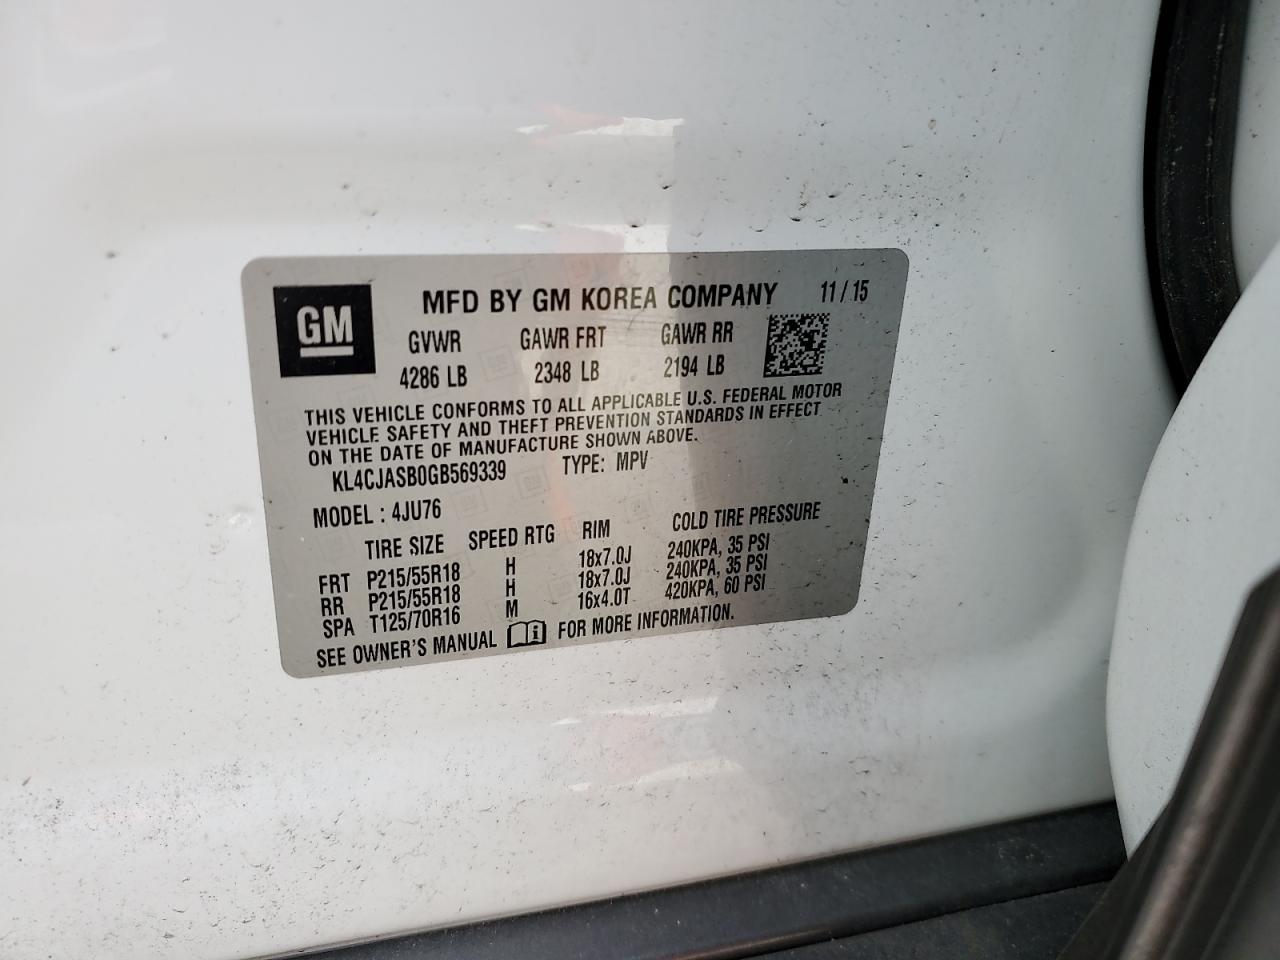 GM
MFD BY GM KOREA COMPANY 11 / 15
GVWR GAWR FRT GAWR RR
4286 LB 2348 LB 2194 LB
THIS VEHICLE CONFORMS TO ALL APPLICABLE U.S. FEDERAL MOTOR
VEHICLE SAFETY AND THEFT PREVENTION STANDARDS IN EFFECT
ON THE DATE OF MANUFACTURE SHOWN ABOVE.
KL4CJASB0GB569339 TYPE: MPV
MODEL : 4JU76
TIRE SIZE SPEED RTG RIM COLD TIRE PRESSURE
FRT P215/55R18 H 18x7.0J 240KPA, 35 PSI
RR P215/55R18 H 18x7.0J 240KPA, 35 PSI
SPA T125/70R16 M 16x4.0T 420KPA, 60 PSI
SEE OWNER'S MANUAL FOR MORE INFORMATION.